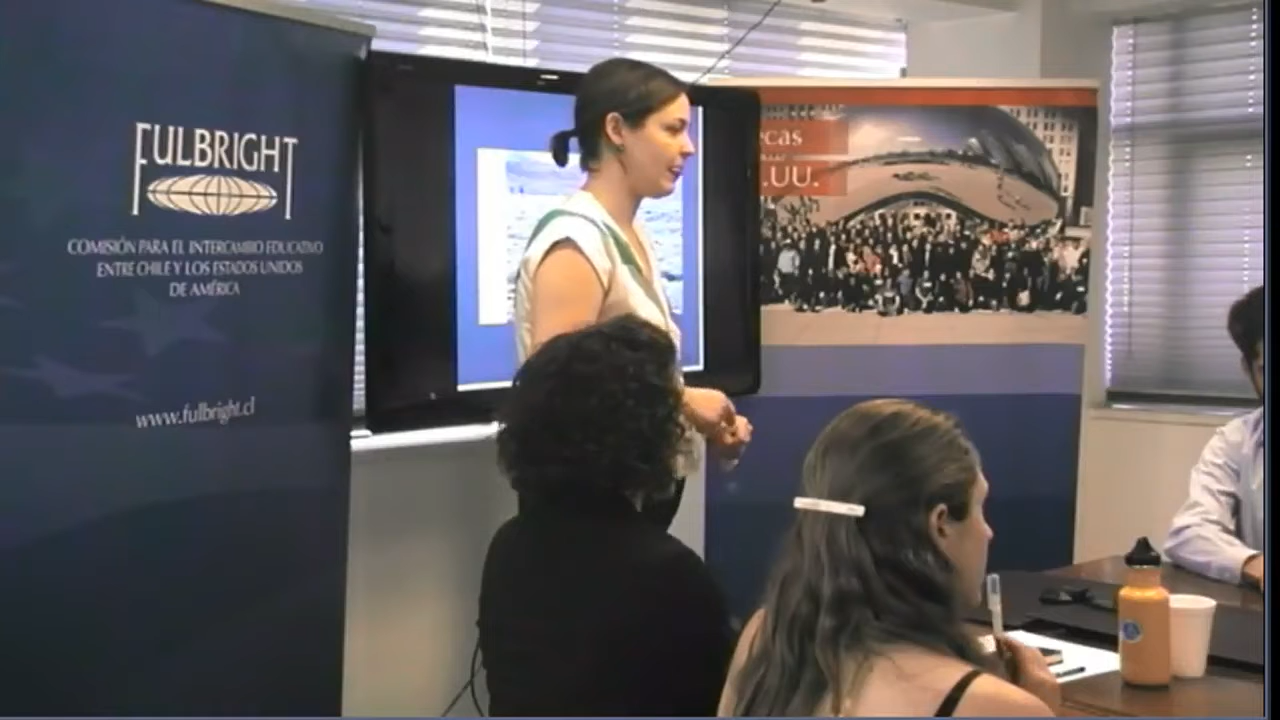 FULBRIGHT
COMISIÓN PARA EL INTERCAMBIO EDUCATIVO
ENTRE CHILE Y LOS ESTADOS UNIDOS
DE AMÉRICA
www.fulbright.cl
ecas
.UU.